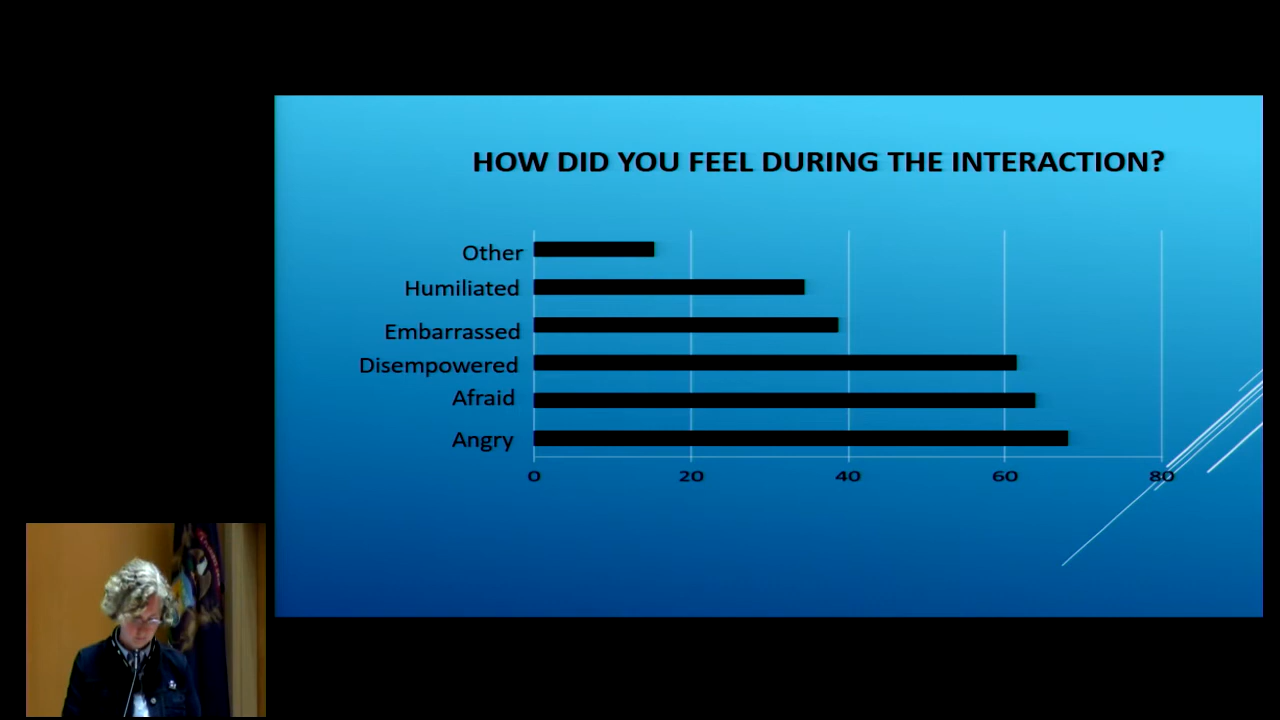 HOW DID YOU FEEL DURING THE INTERACTION?
Other
Humiliated
Embarrassed
Disempowered
Afraid
Angry
0 20 40 60 80